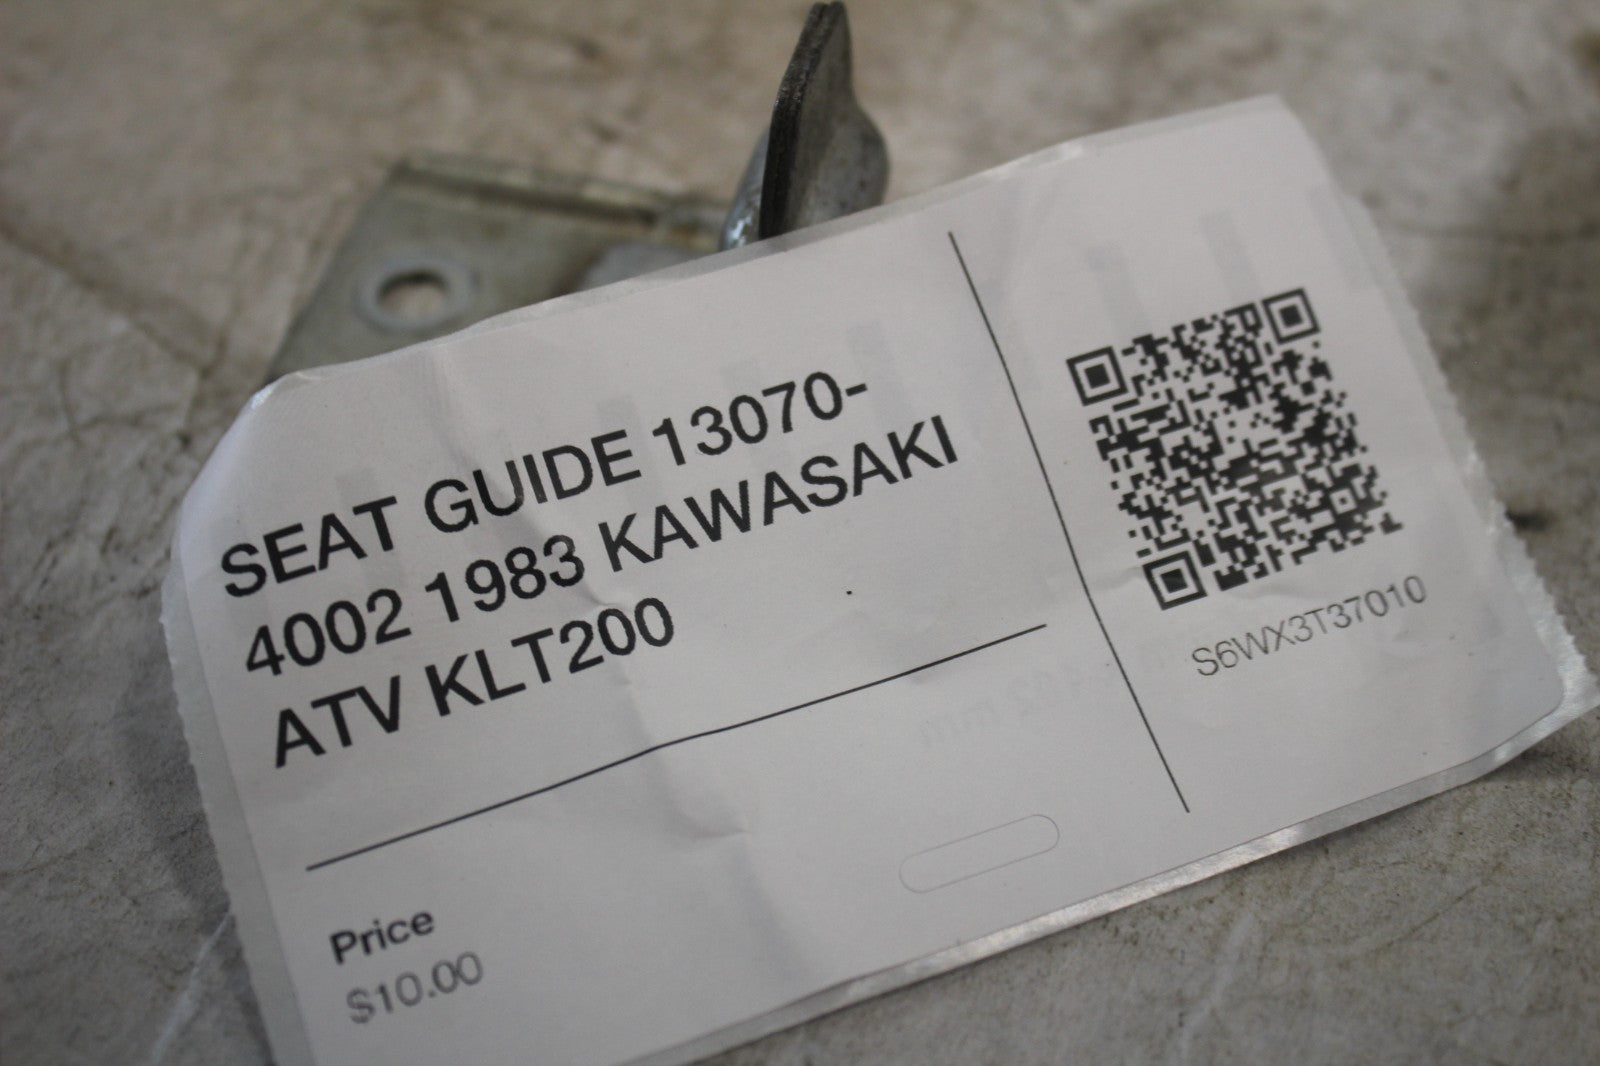 SEAT GUIDE 13070-
4002 1983 KAWASAKI
ATV KLT200
Price
$10.00
S6WX3T37010